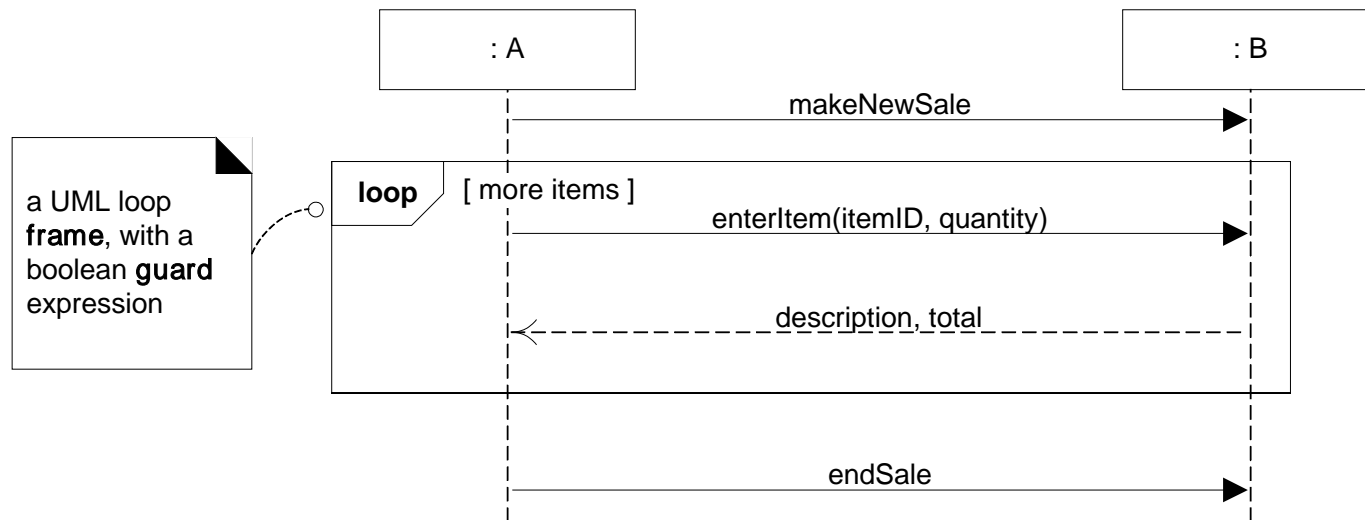 : A
: B
makeNewSale
a UML loop
frame, with a
boolean guard
expression
loop
[ more items ]
enterItem(itemID, quantity)
description, total
endSale